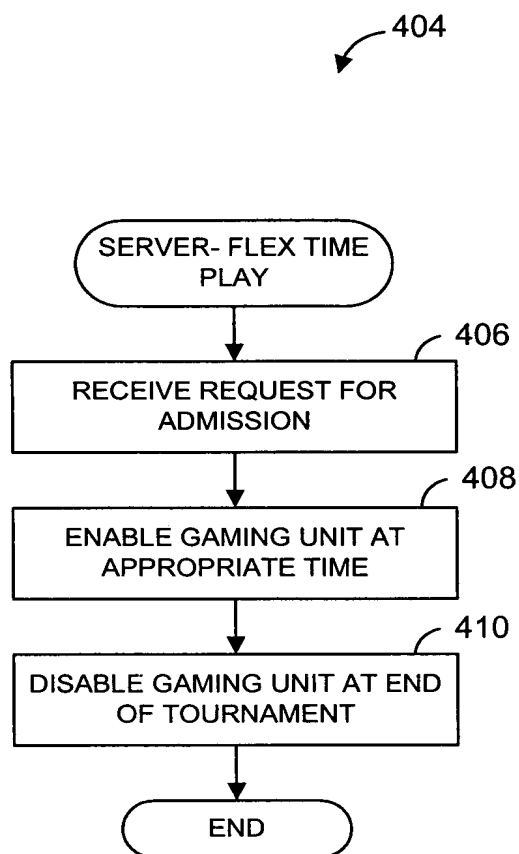 404
SERVER- FLEX TIME
PLAY
406
RECEIVE REQUEST FOR
ADMISSION
408
ENABLE GAMING UNIT AT
APPROPRIATE TIME
410
DISABLE GAMING UNIT AT END
OF TOURNAMENT
END